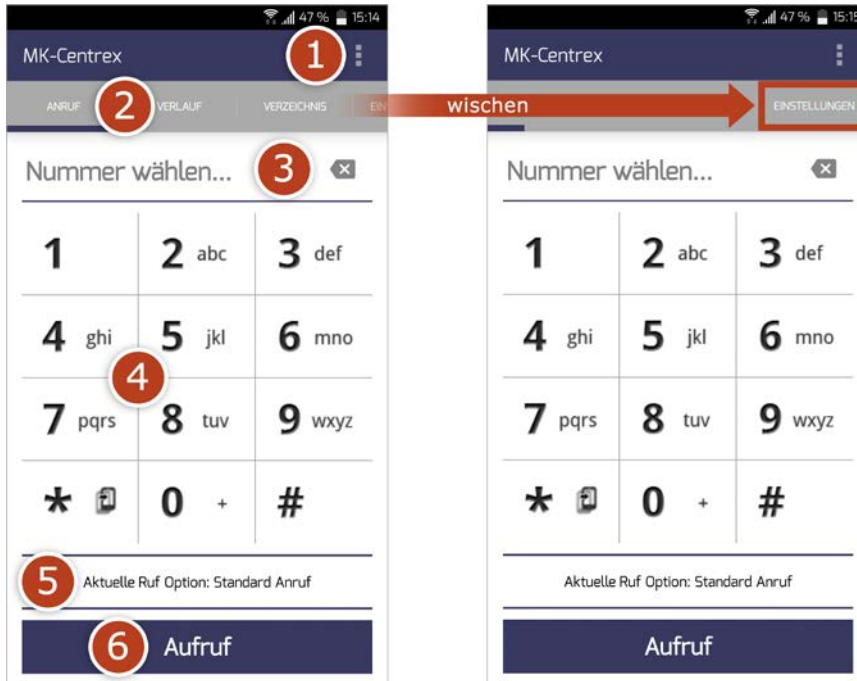 47 % 15:14
MK-Centrex 1
ANRUF 2 VERLAUF VERZEICHNIS EIN
Nummer wählen... 3
1 2 abc 3 def
4 ghi 5 jkl 6 mno
4
7 pqrs 8 tuv 9 wxyz
* 0 + #
5 Aktuelle Ruf Option: Standard Anruf
6 Aufruf
wischen
47 % 15:15
MK-Centrex
EINSTELLUNGEN
Nummer wählen...
1 2 abc 3 def
4 ghi 5 jkl 6 mno
7 pqrs 8 tuv 9 wxyz
* 0 + #
Aktuelle Ruf Option: Standard Anruf
Aufruf